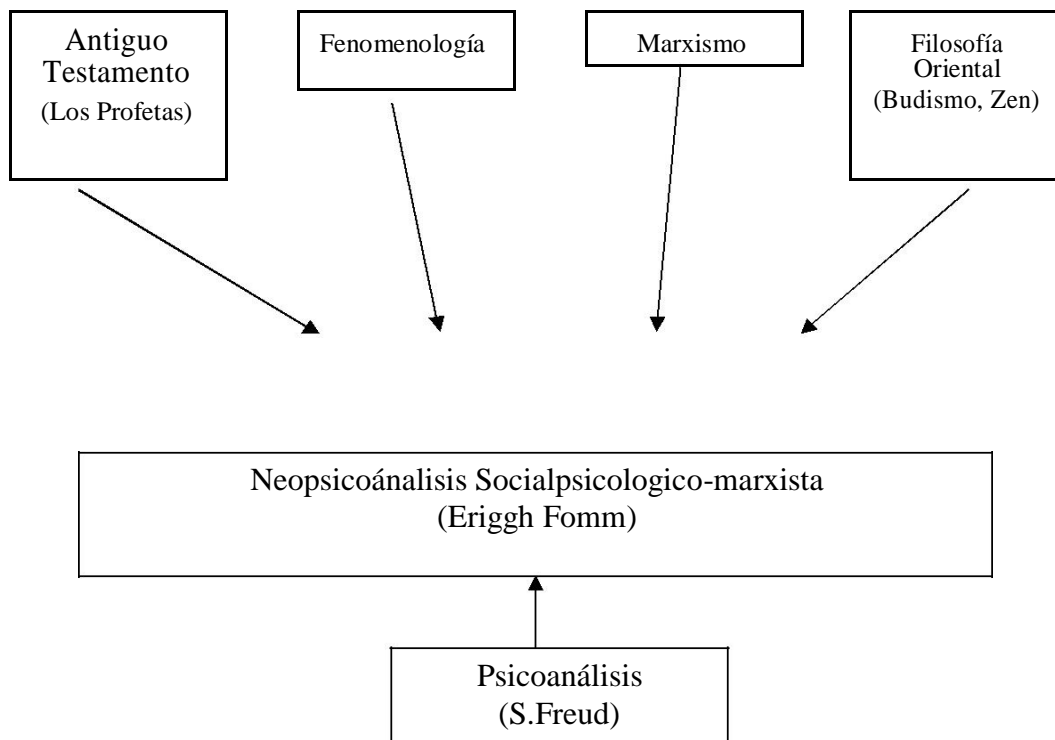 Antiguo
Testamento
(Los Profetas)
Fenomenología
Marxismo
Filosofía
Oriental
(Budismo, Zen)
Neopsicoánalisis Socialpsicologico-marxista
(Eriggh Fomm)
Psicoanálisis
(S.Freud)